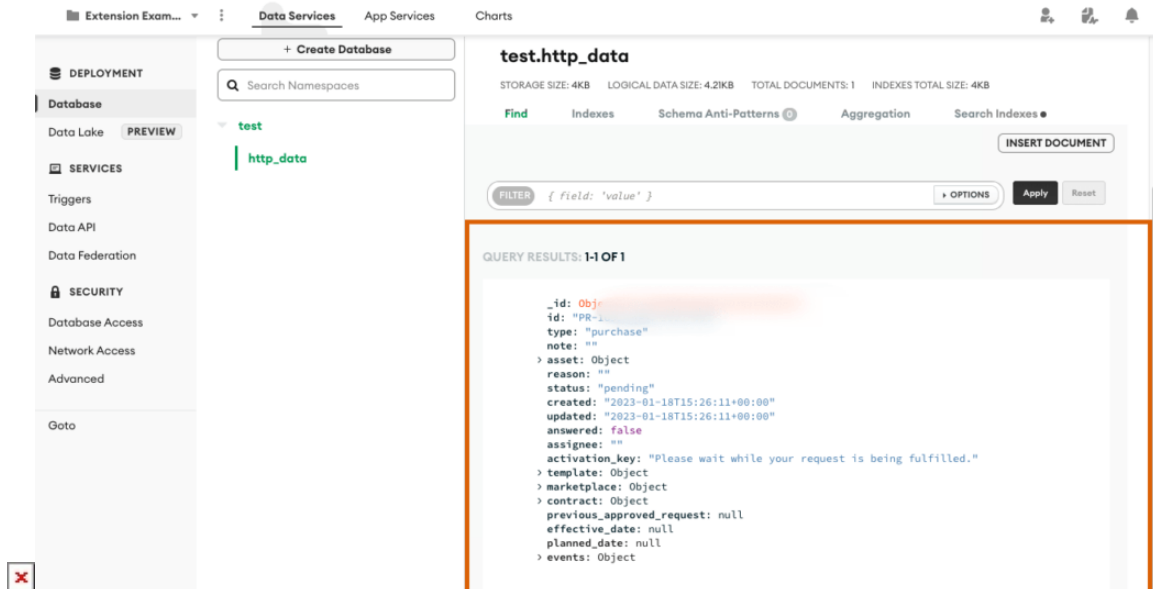 Extension Exam...
Data Services
App Services
Charts
DEPLOYMENT
Database
Data Lake PREVIEW
SERVICES
Triggers
Data API
Data Federation
SECURITY
Database Access
Network Access
Advanced
Goto
+ Create Database
Search Namespaces
test
http_data
test.http_data
STORAGE SIZE: 4KB LOGICAL DATA SIZE: 4.21KB TOTAL DOCUMENTS: 1 INDEXES TOTAL SIZE: 4KB
Find Indexes Schema Anti-Patterns 0 Aggregation Search Indexes
INSERT DOCUMENT
FILTER { field: 'value' } OPTIONS Apply Reset
QUERY RESULTS: 1-1 OF 1
_id:
id: "PR-
type: "purchase"
note: ""
> asset: Object
reason: ""
status: "pending"
created: "2023-01-18T15:26:11+00:00"
updated: "2023-01-18T15:26:11+00:00"
answered: false
assignee: ""
activation_key: "Please wait while your request is being fulfilled."
> template: Object
> marketplace: Object
> contract: Object
previous_approved_request: null
effective_date: null
planned_date: null
> events: Object